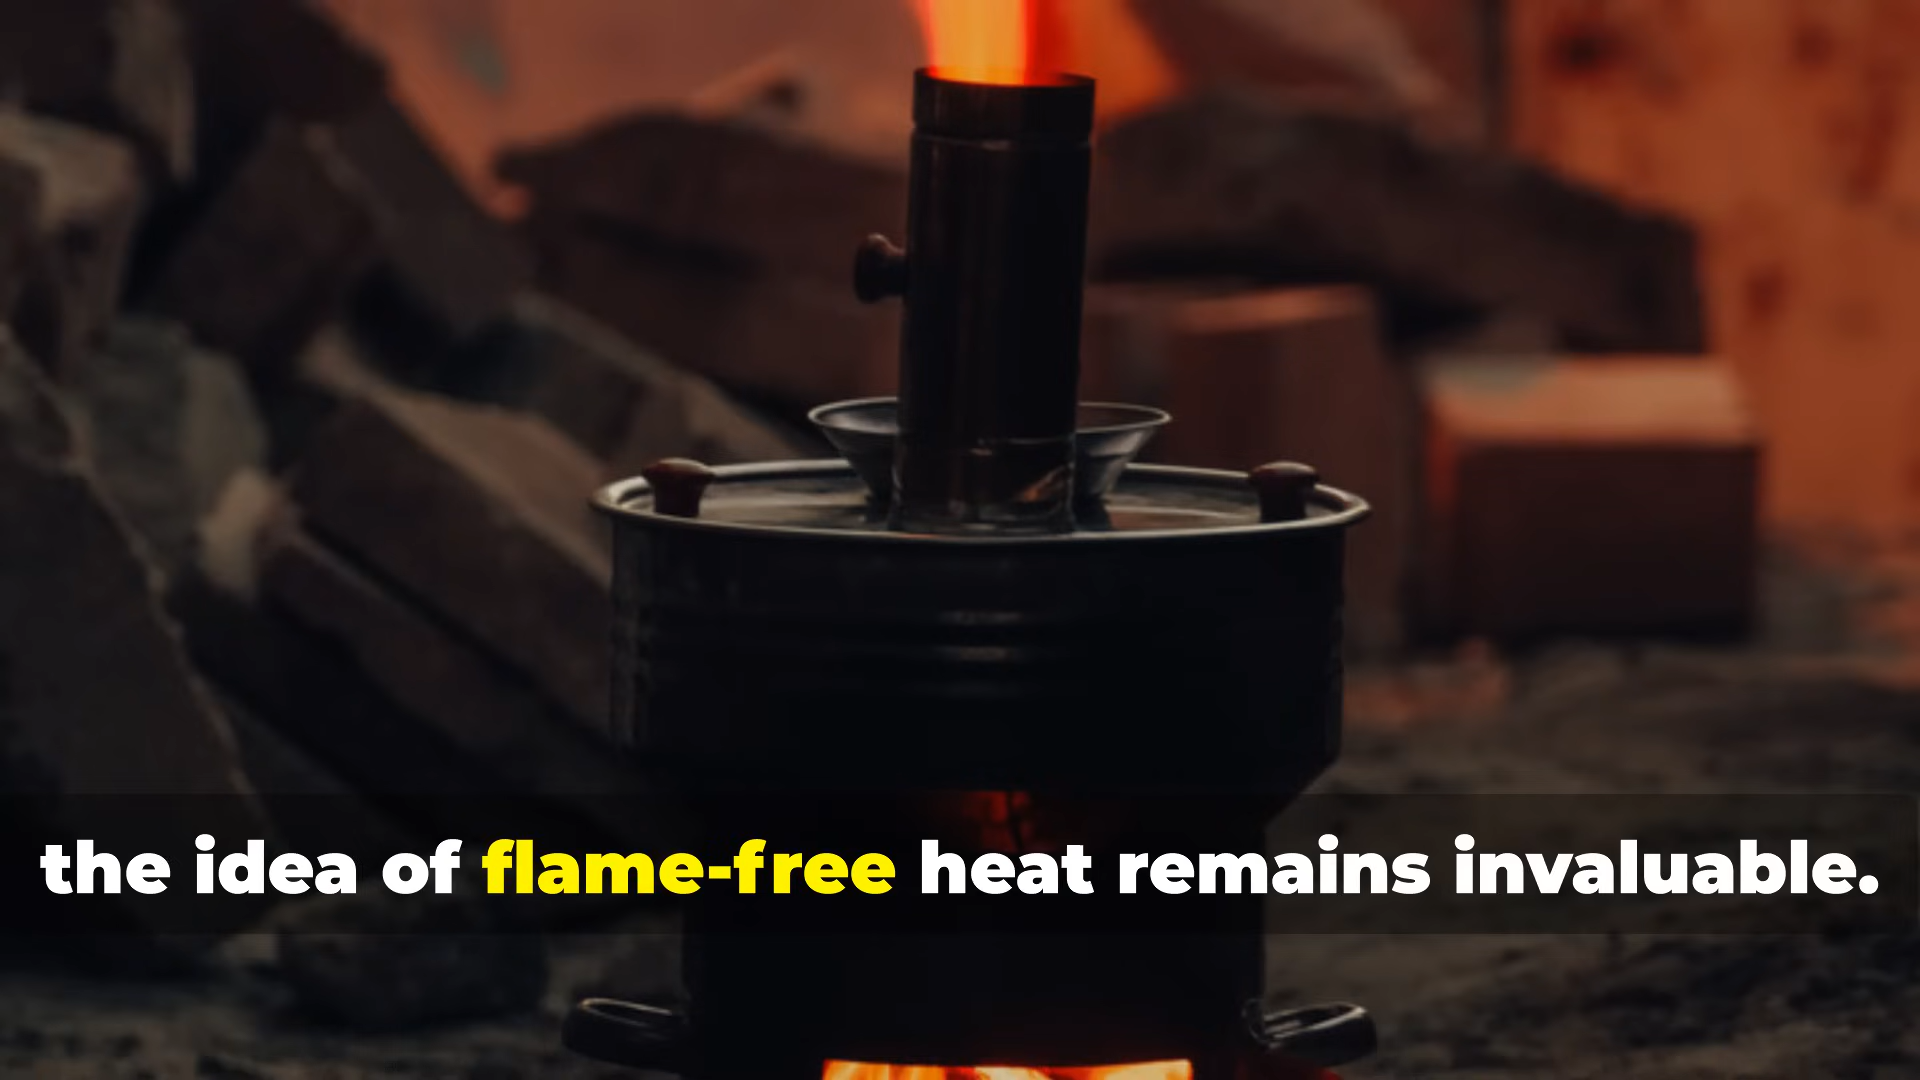 the idea of flame-free heat remains invaluable.